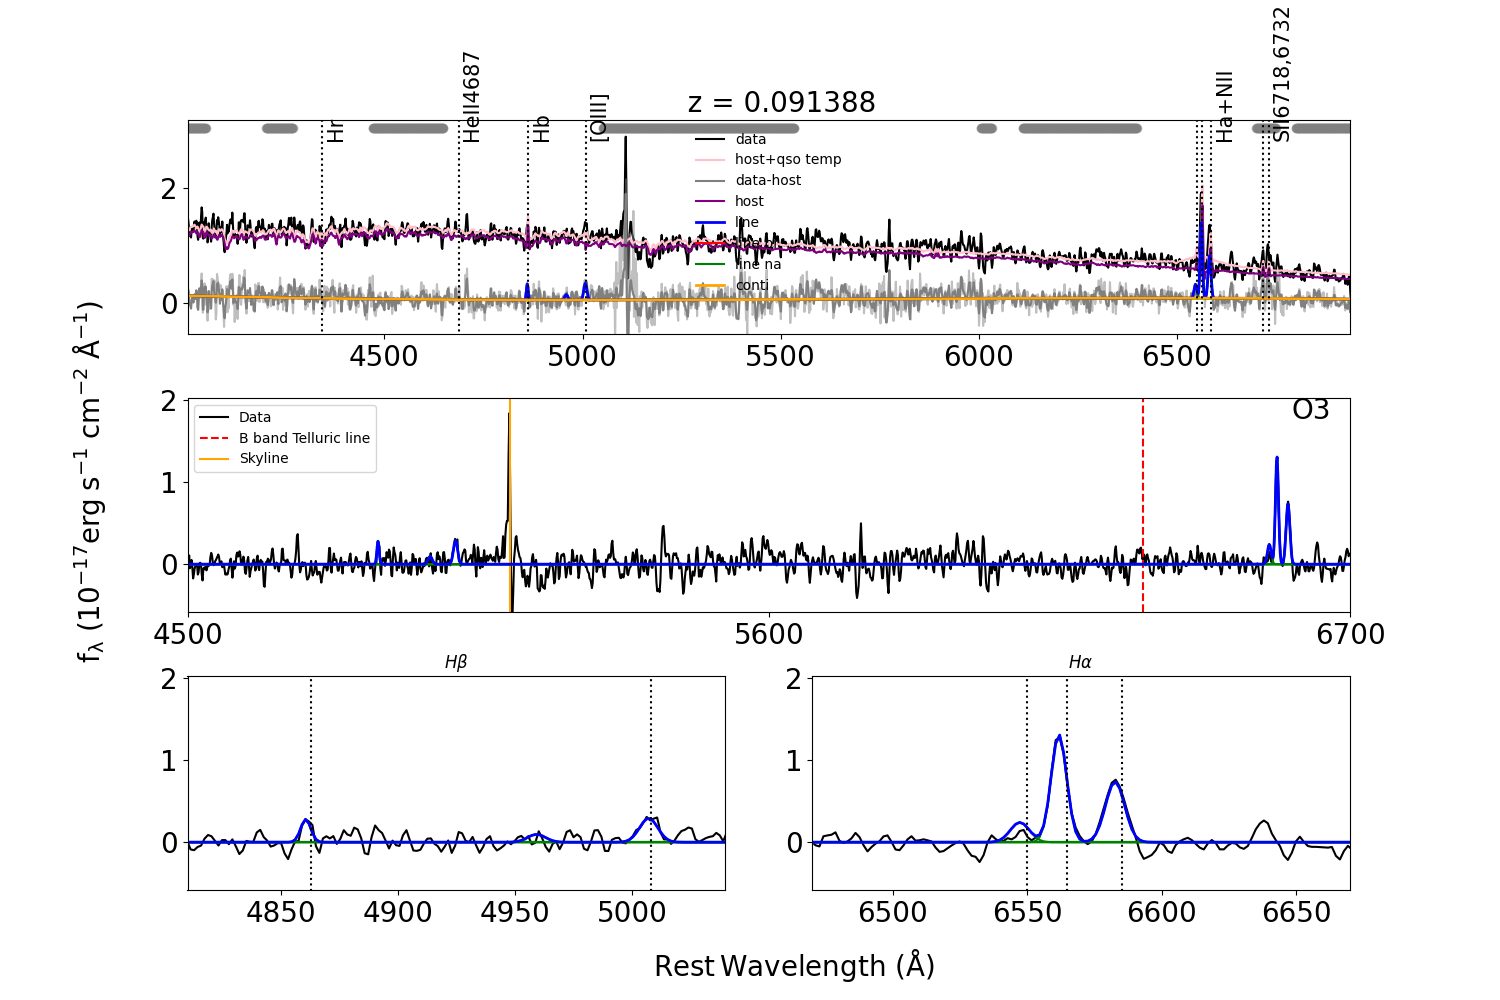 z = 0.091388
Hr
HeII4687
Hb
[OIII]
Ha+NII
SII6718,6732
data
host+qso temp
data-host
host
line
line na
conti
2
0
4500
5000
5500
6000
6500
fλ (10−17erg s−1 cm−2 Å−1)
O3
Data
B band Telluric line
Skyline
2
1
0
4500
5600
6700
Hβ
2
1
0
4850
4900
4950
5000
Hα
2
1
0
6500
6550
6600
6650
Rest Wavelength (Å)